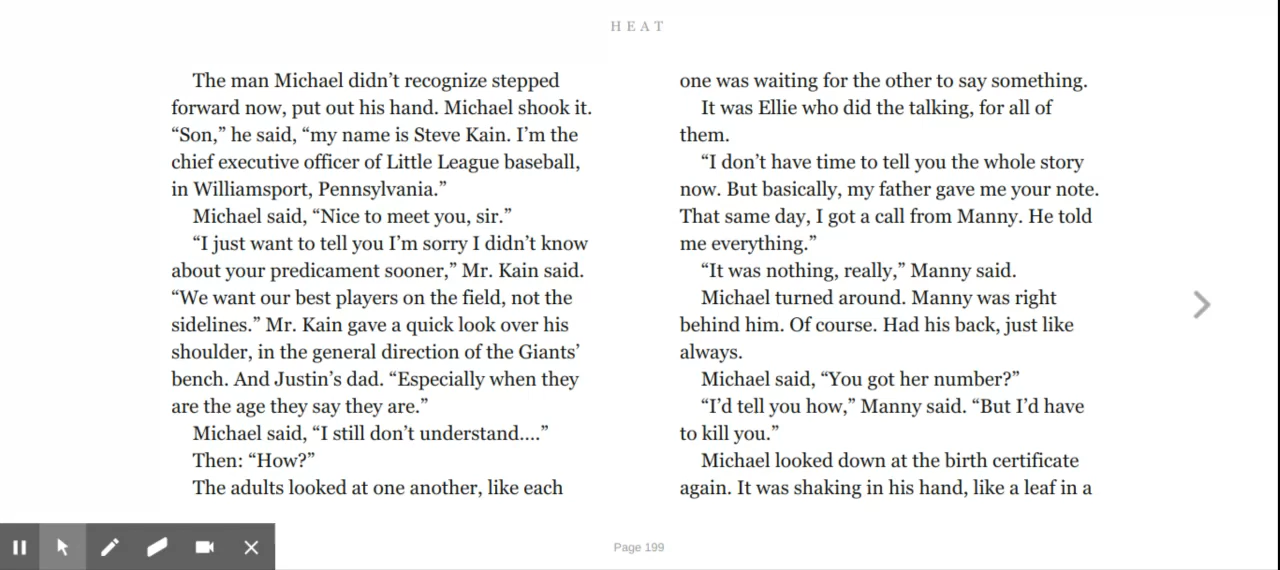 HEAT
The man Michael didn’t recognize stepped
forward now, put out his hand. Michael shook it.
“Son,” he said, “my name is Steve Kain. I’m the
chief executive officer of Little League baseball,
in Williamsport, Pennsylvania.”
Michael said, “Nice to meet you, sir.”
“I just want to tell you I’m sorry I didn’t know
about your predicament sooner,” Mr. Kain said.
“We want our best players on the field, not the
sidelines.” Mr. Kain gave a quick look over his
shoulder, in the general direction of the Giants’
bench. And Justin’s dad. “Especially when they
are the age they say they are.”
Michael said, “I still don’t understand....”
Then: “How?”
The adults looked at one another, like each
one was waiting for the other to say something.
It was Ellie who did the talking, for all of
them.
“I don’t have time to tell you the whole story
now. But basically, my father gave me your note.
That same day, I got a call from Manny. He told
me everything.”
“It was nothing, really,” Manny said.
Michael turned around. Manny was right
behind him. Of course. Had his back, just like
always.
Michael said, “You got her number?”
“I’d tell you how,” Manny said. “But I’d have
to kill you.”
Michael looked down at the birth certificate
again. It was shaking in his hand, like a leaf in a
Page 199